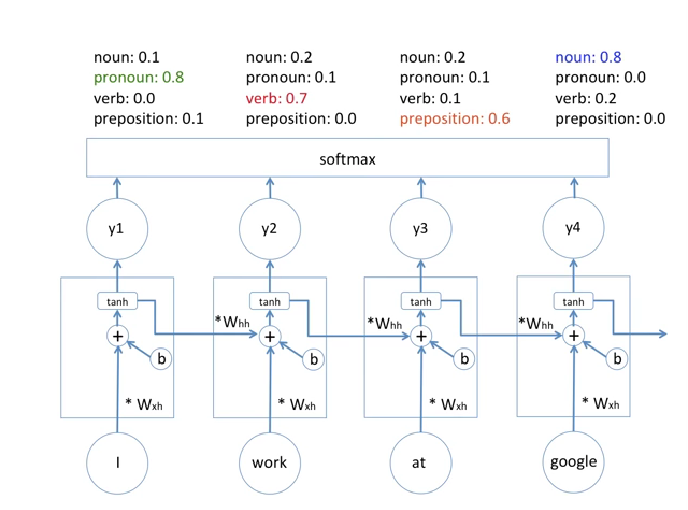 noun: 0.1
pronoun: 0.8
verb: 0.0
preposition: 0.1
noun: 0.2
pronoun: 0.1
verb: 0.7
preposition: 0.0
noun: 0.2
pronoun: 0.1
verb: 0.1
preposition: 0.6
noun: 0.8
pronoun: 0.0
verb: 0.2
preposition: 0.0
softmax
y1
y2
y3
y4
tanh
tanh
tanh
tanh
*Whh
*Whh
*Whh
+
+
+
+
b
b
b
b
* Wxh
* Wxh
* Wxh
* Wxh
I
work
at
google